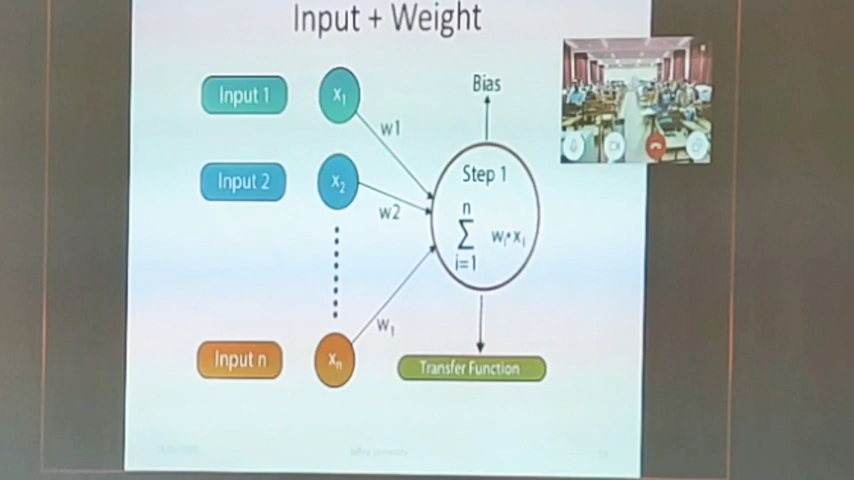 Input + Weight
Input 1
x₁
w1
Bias
Input 2
x₂
w2
Step 1
n
∑ wᵢ*xᵢ
i=1
Input n
xₙ
wᵢ
Transfer Function